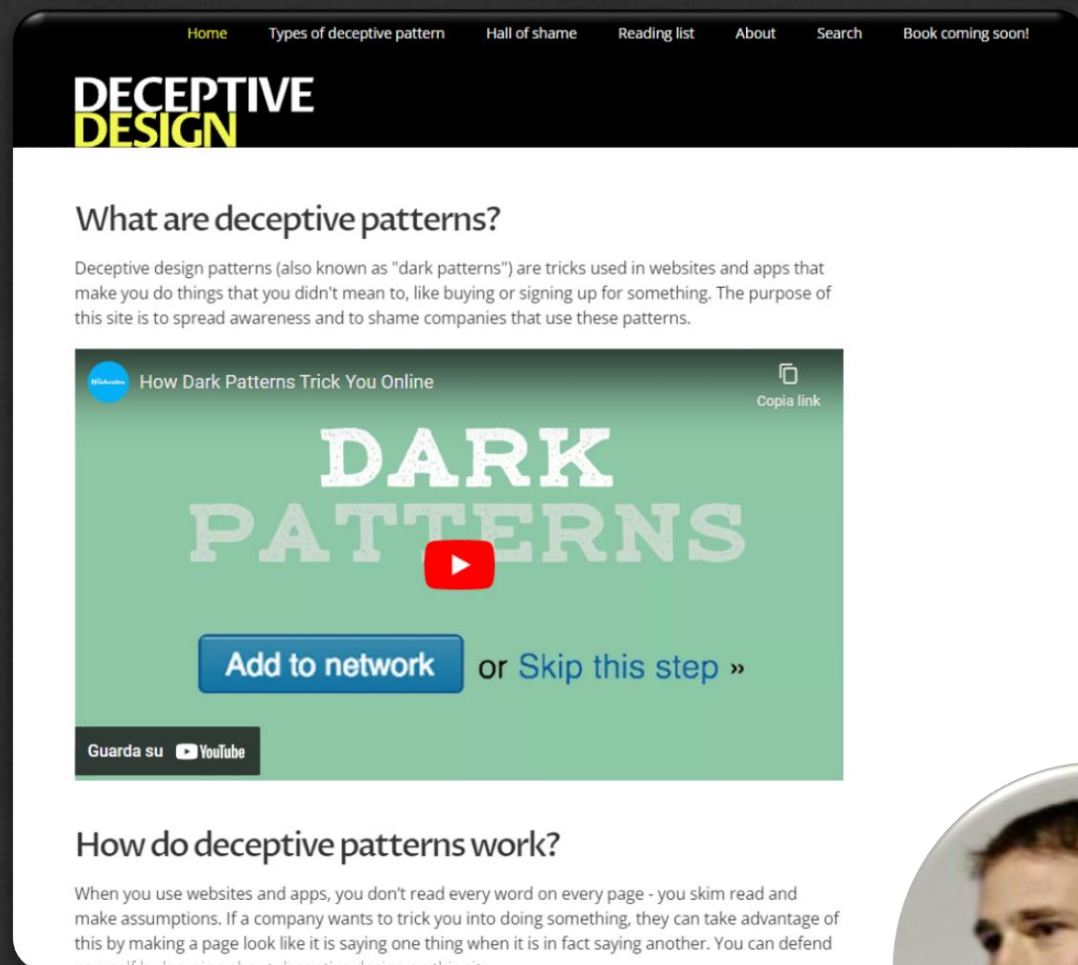 Home Types of deceptive pattern Hall of shame Reading list About Search Book coming soon!
DECEPTIVE
DESIGN
What are deceptive patterns?
Deceptive design patterns (also known as "dark patterns") are tricks used in websites and apps that
make you do things that you didn't mean to, like buying or signing up for something. The purpose of
this site is to spread awareness and to shame companies that use these patterns.
How Dark Patterns Trick You Online
Copia link
DARK
PATTERNS
Add to network or Skip this step »
Guarda su YouTube
How do deceptive patterns work?
When you use websites and apps, you don't read every word on every page - you skim read and
make assumptions. If a company wants to trick you into doing something, they can take advantage of
this by making a page look like it is saying one thing when it is in fact saying another. You can defend